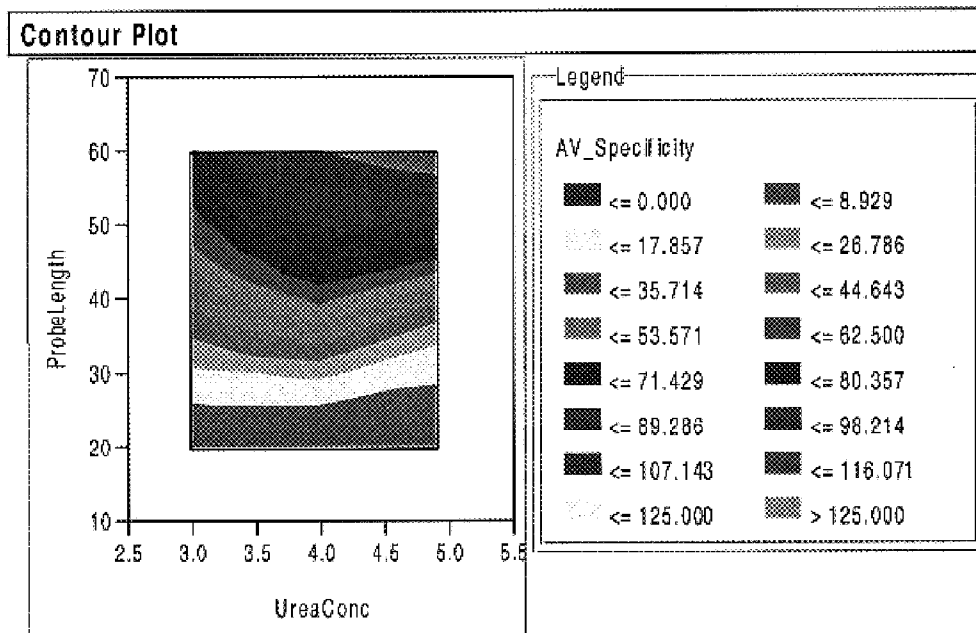 Contour Plot
70
60
50
40
30
20
10
ProbeLength
2.5 3.0 3.5 4.0 4.5 5.0 5.5
UreaConc
Legend
AV_Specificity
<= 0.000 <= 8.929
<= 17.857 <= 26.786
<= 35.714 <= 44.643
<= 53.571 <= 62.500
<= 71.429 <= 80.357
<= 89.286 <= 98.214
<= 107.143 <= 116.071
<= 125.000 > 125.000